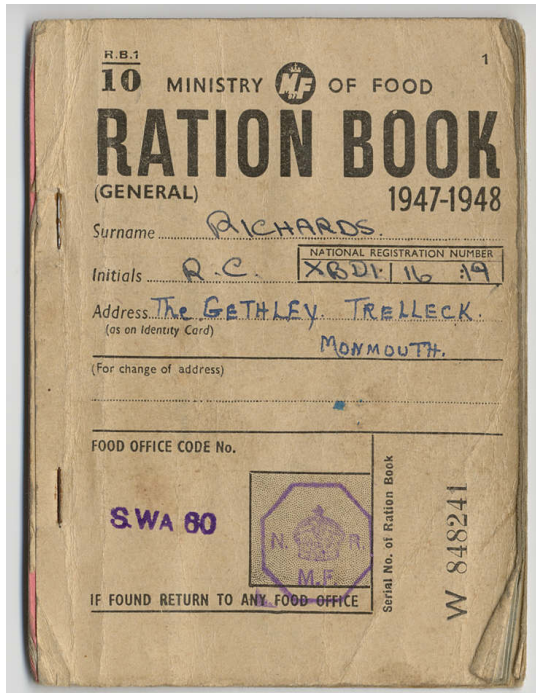 R.B.1 1
10 MINISTRY MF OF FOOD
RATION BOOK
(GENERAL) 1947-1948
Surname RICHARDS.
NATIONAL REGISTRATION NUMBER
Initials R.C. XBD1/ 16 :19
Address The GETHLEY. TRELLECK.
(as on Identity Card)
MONMOUTH.
(For change of address)
FOOD OFFICE CODE No.
S.WA 60
N. R.
M.F.
IF FOUND RETURN TO ANY FOOD OFFICE
Serial No. of Ration Book
W 848241